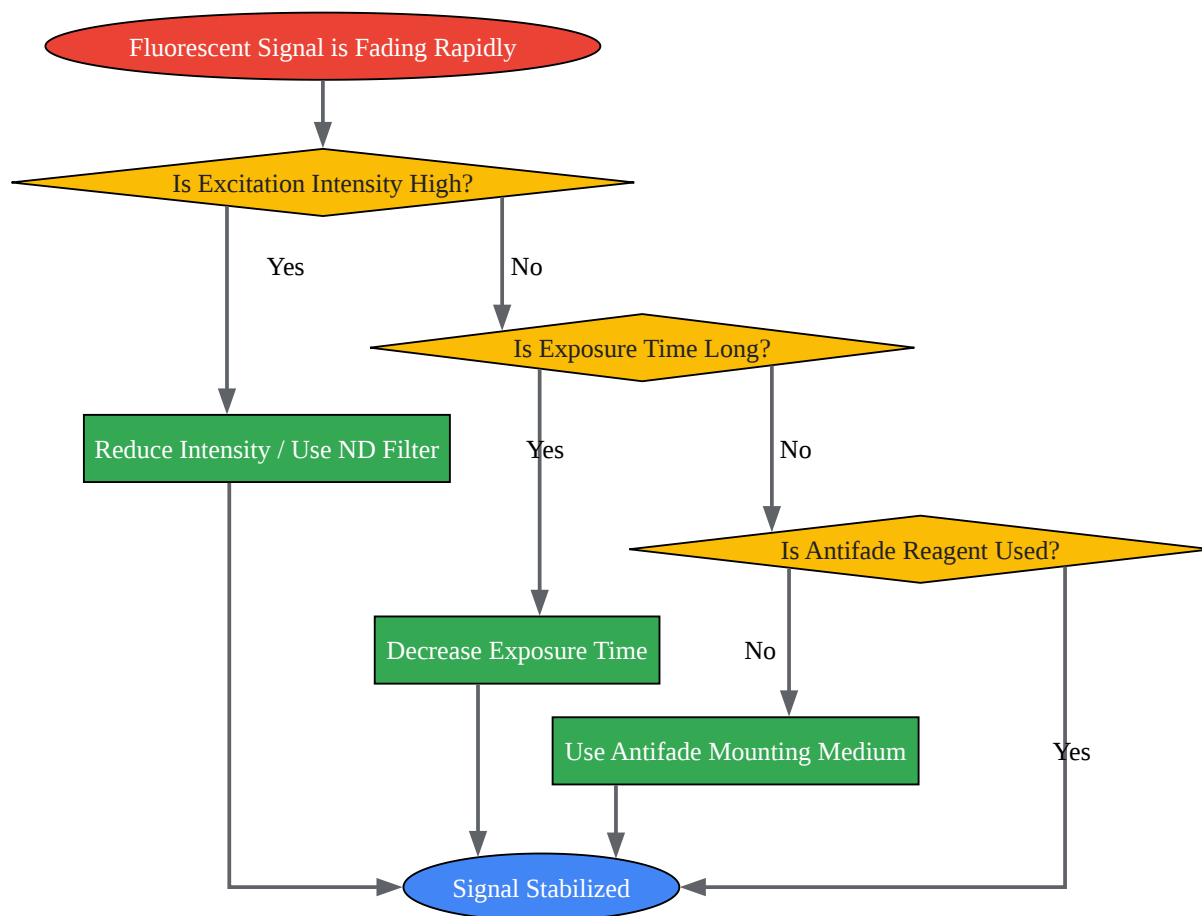 Fluorescent Signal is Fading Rapidly
Is Excitation Intensity High?
Yes
No
Is Exposure Time Long?
Reduce Intensity / Use ND Filter
Yes
No
Is Antifade Reagent Used?
Decrease Exposure Time
No
Use Antifade Mounting Medium
Yes
Signal Stabilized